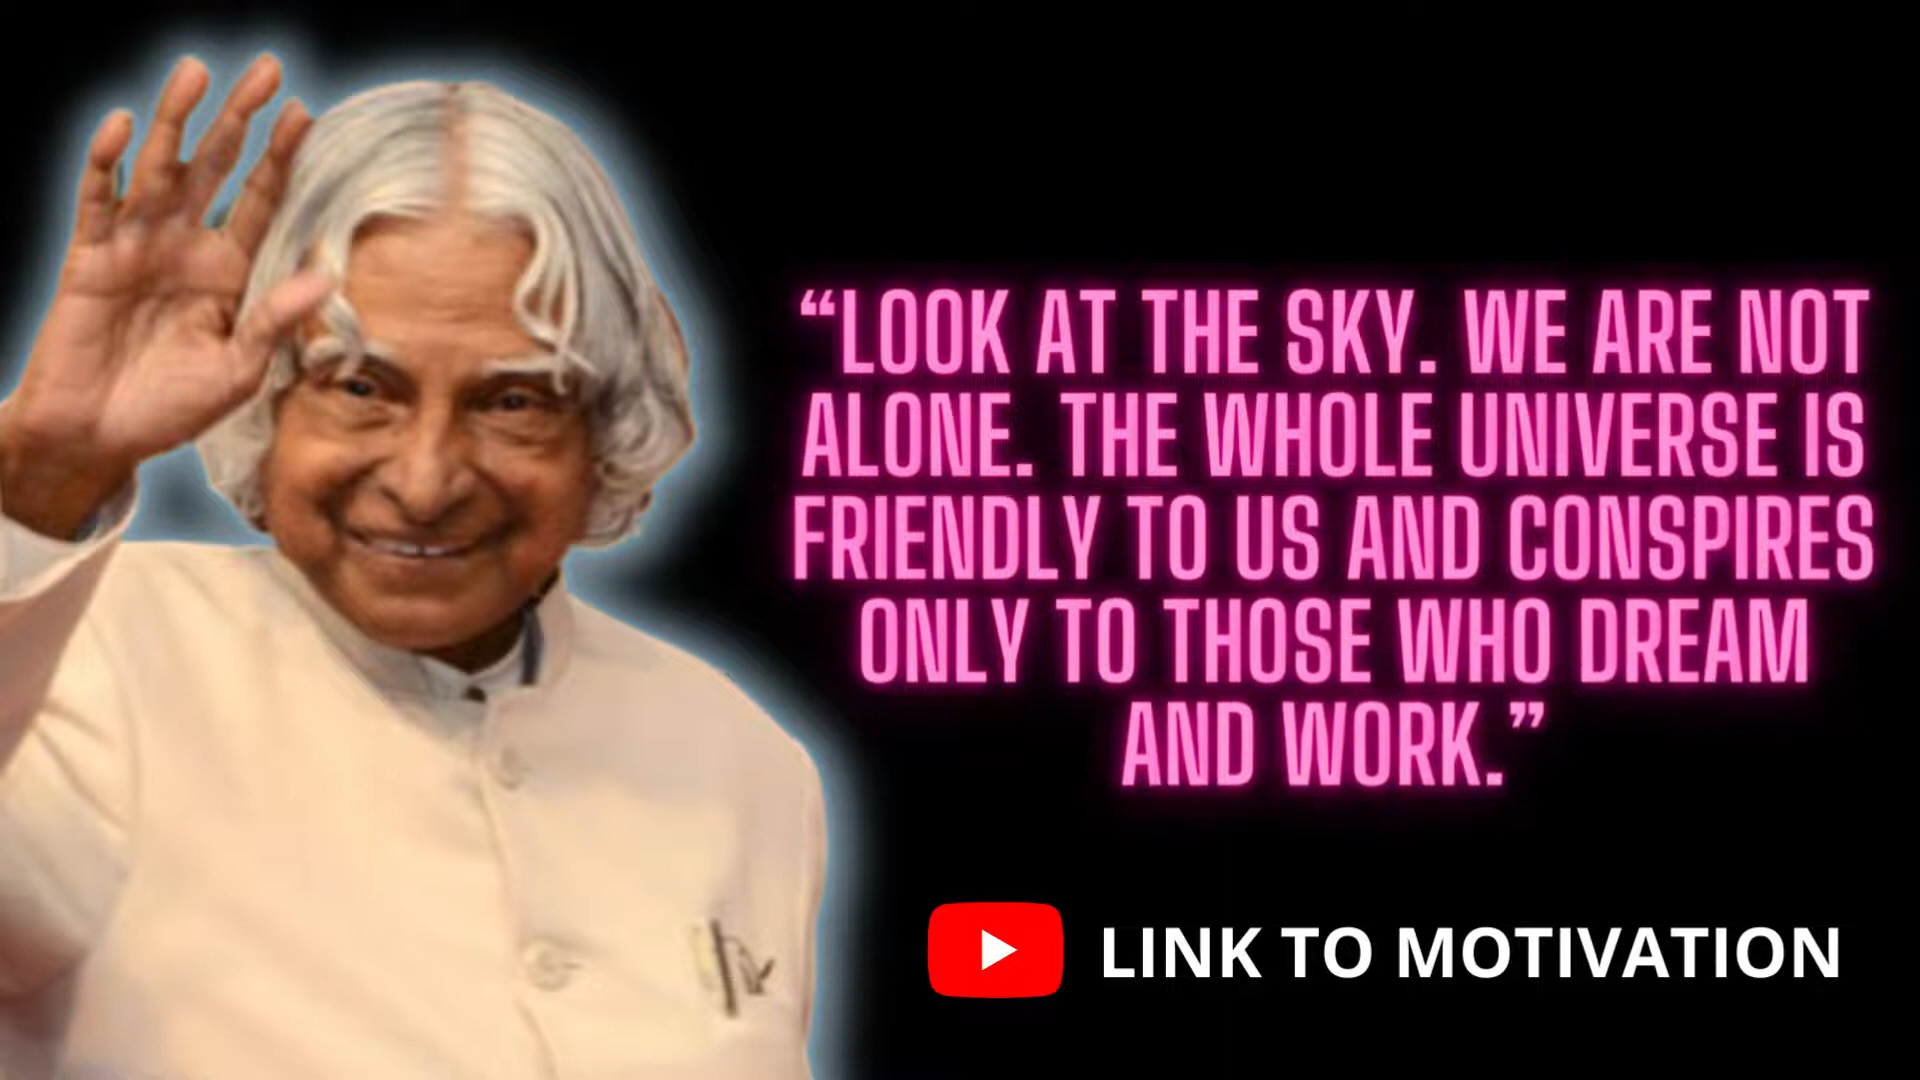 “LOOK AT THE SKY. WE ARE NOT
ALONE. THE WHOLE UNIVERSE IS
FRIENDLY TO US AND CONSPIRES
ONLY TO THOSE WHO DREAM
AND WORK.”
LINK TO MOTIVATION